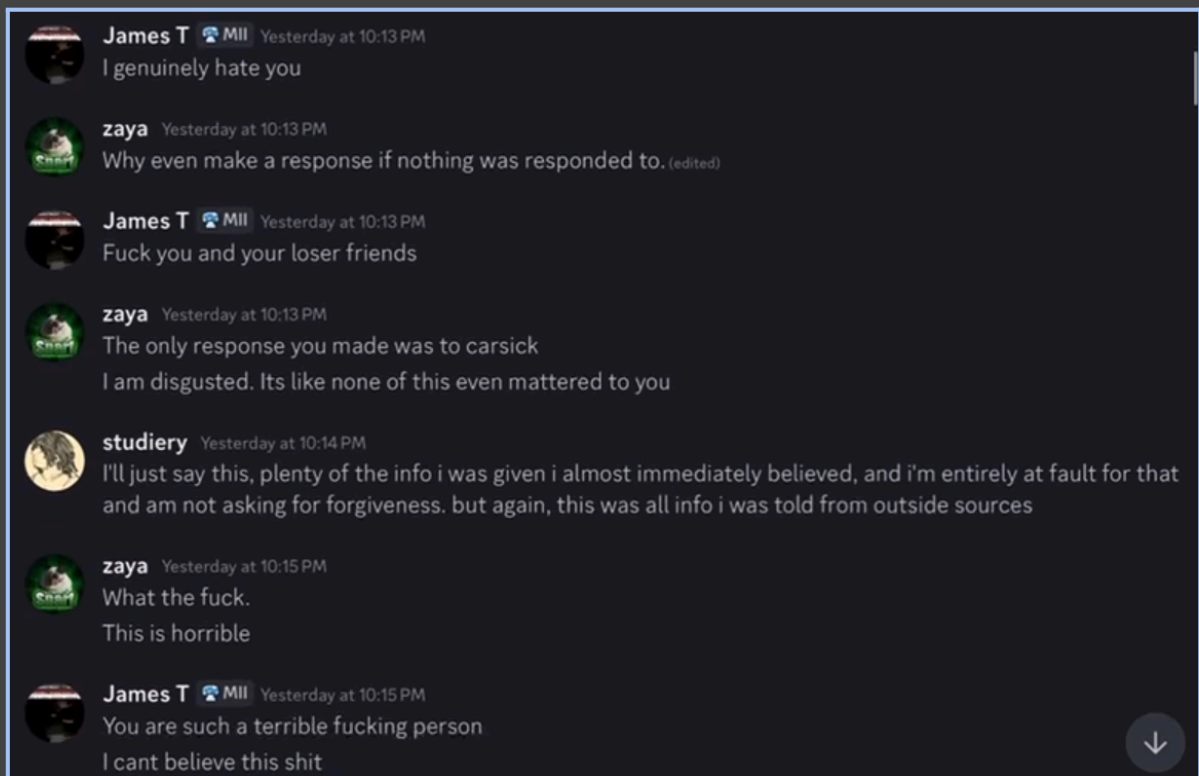 James T MII Yesterday at 10:13 PM
I genuinely hate you
zaya Yesterday at 10:13 PM
Why even make a response if nothing was responded to. (edited)
James T MII Yesterday at 10:13 PM
Fuck you and your loser friends
zaya Yesterday at 10:13 PM
The only response you made was to carsick
I am disgusted. Its like none of this even mattered to you
studiery Yesterday at 10:14 PM
I'll just say this, plenty of the info i was given i almost immediately believed, and i'm entirely at fault for that
and am not asking for forgiveness. but again, this was all info i was told from outside sources
zaya Yesterday at 10:15 PM
What the fuck.
This is horrible
James T MII Yesterday at 10:15 PM
You are such a terrible fucking person
I cant believe this shit